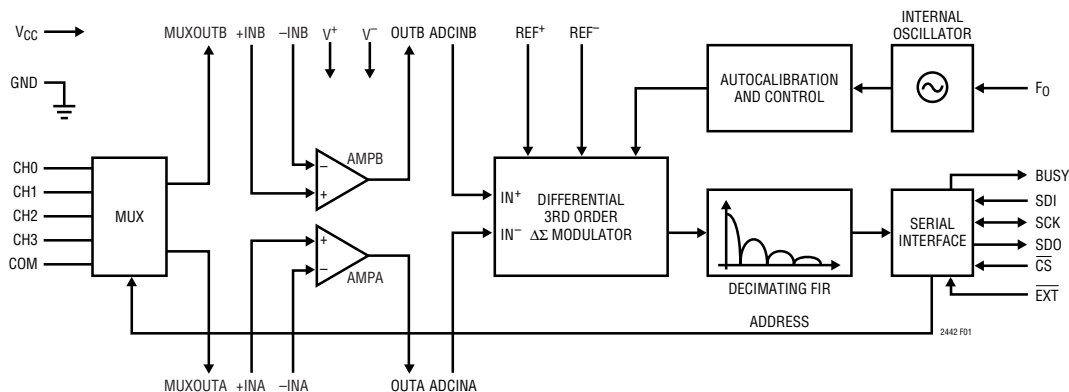 INTERNAL
OSCILLATOR
VCC
MUXOUTB +INB –INB V+ V– OUTB ADCINB REF+ REF–
GND
AUTOCALIBRATION
AND CONTROL
FO
CH0
CH1
CH2
CH3
COM
MUX
AMPB
–
+
+
–
AMPA
IN+
IN–
DIFFERENTIAL
3RD ORDER
ΔΣ MODULATOR
DECIMATING FIR
SERIAL
INTERFACE
BUSY
SDI
SCK
SDO
C̅S̅
E̅X̅T̅
ADDRESS
2442 F01
MUXOUTA +INA –INA OUTA ADCINA